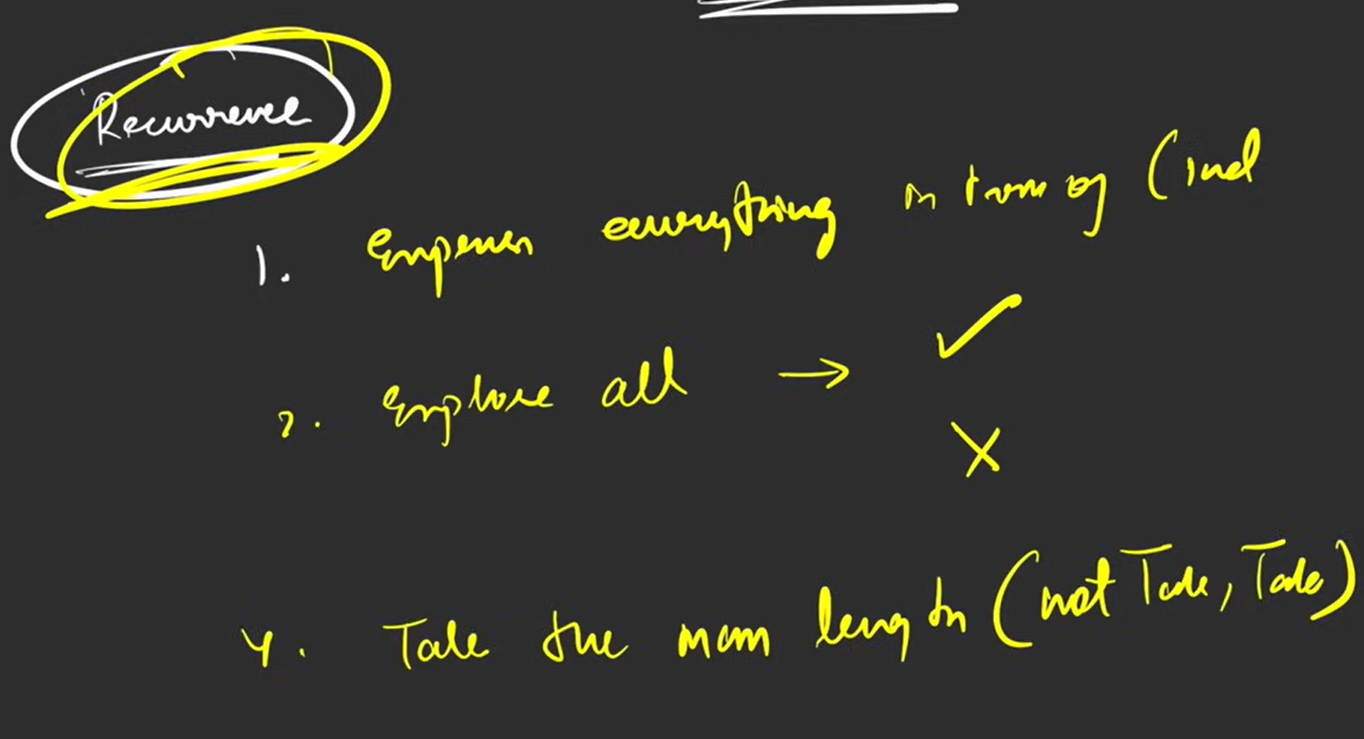 Recurrence
1. Express everything in terms of (ind
2. Explore all → ✓
X
4. Take the max length (not Take, Take)